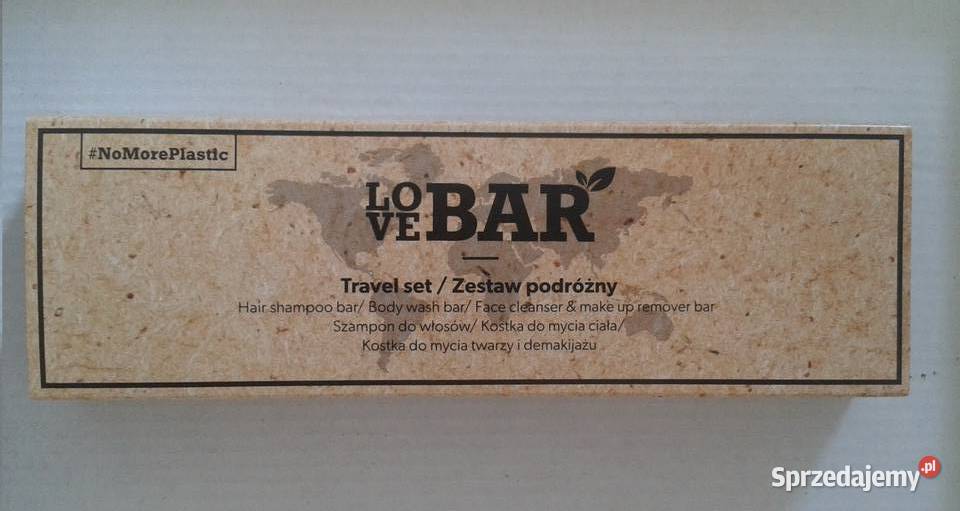 #NoMorePlastic
LOVE BAR
Travel set / Zestaw podróżny
Hair shampoo bar/ Body wash bar/ Face cleanser & make up remover bar
Szampon do włosów/ Kostka do mycia ciała/
Kostka do mycia twarzy i demakijażu
Sprzedajemy.pl